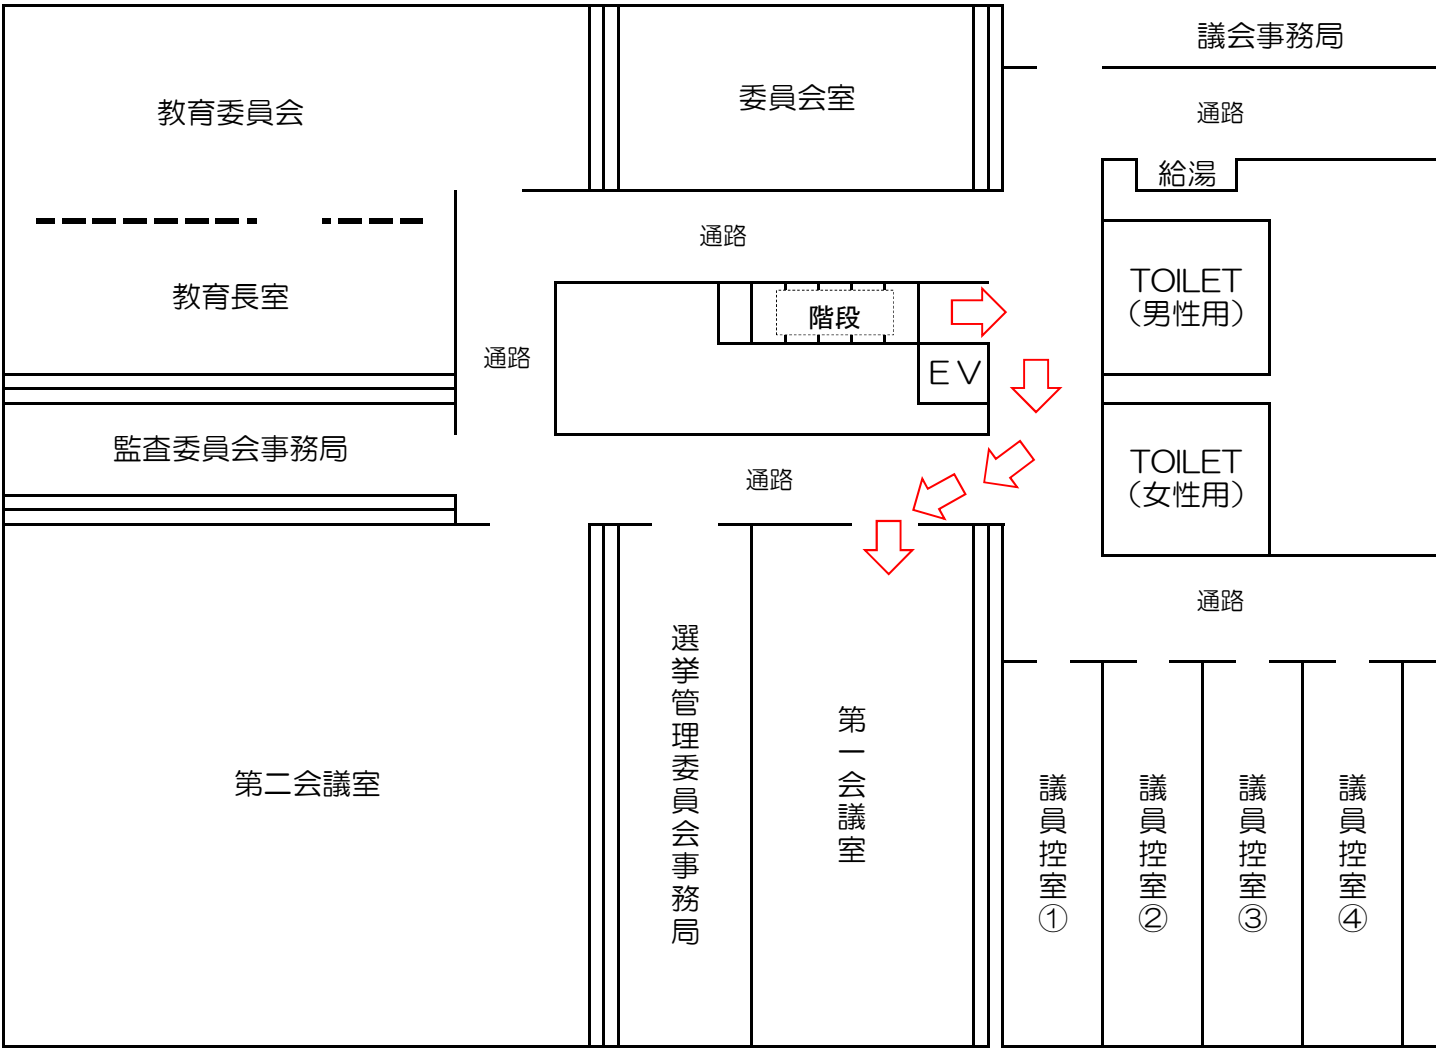 議会事務局
委員会室
教育委員会
通路
給湯
通路
TOILET
（男性用）
教育長室
階段
通路
EV
監査委員会事務局
TOILET
（女性用）
通路
通路
選挙管理委員会事務局
第一会議室
第二会議室
議員控室①
議員控室②
議員控室③
議員控室④